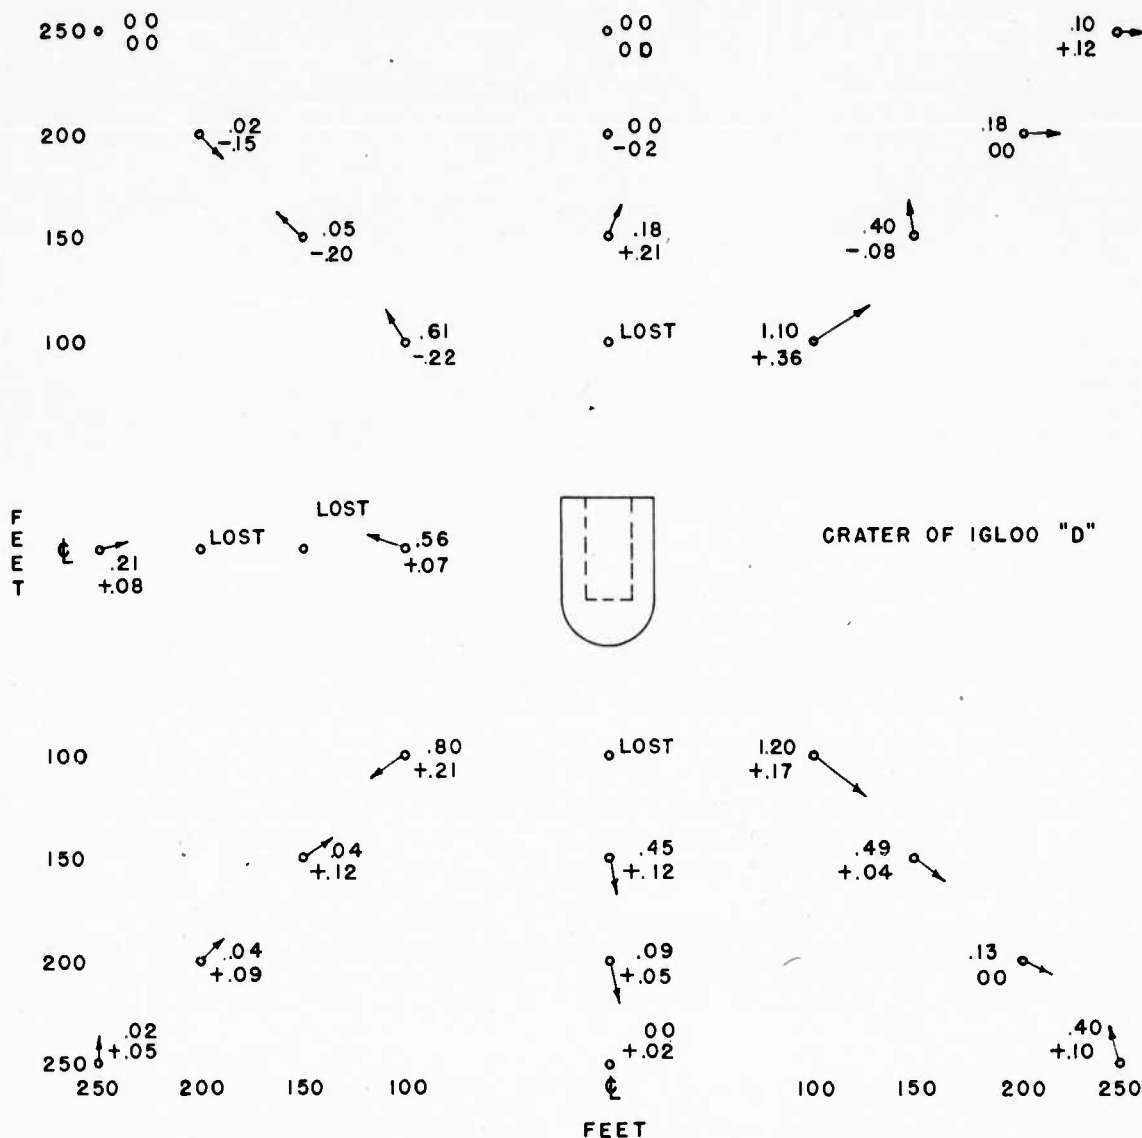 250 00 00 .10
00 0D +.12
200 .02 00 .18
-.15 -02 00
150 .05 .18 .40
-.20 +.21 -.08
100 .61 LOST 1.10
-.22 +.36
FEET ℄ .21 LOST LOST .56 CRATER OF IGLOO "D"
+.08 +.07
100 .80 LOST 1.20
+.21 +.17
150 .04 .45 .49
+.12 +.12 +.04
200 .04 .09 .13
+.09 +.05 00
250 .02 00 .40
+.05 +.02 +.10
250 200 150 100 ℄ 100 150 200 250
FEET